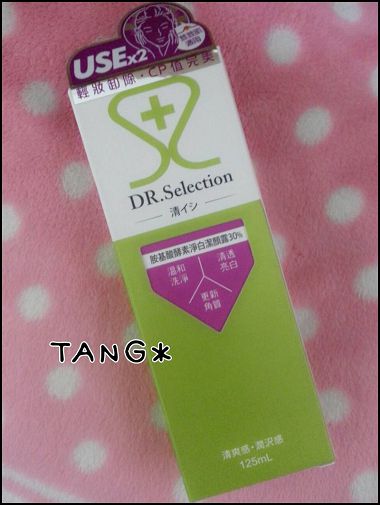 USEx2
輕妝卸除·CP值完美
DR.Selection
清イシ
胺基酸酵素淨白潔顏露30%
溫和
洗淨
清透
亮白
更新
角質
TANG*
清爽感·潤沢感
125mL